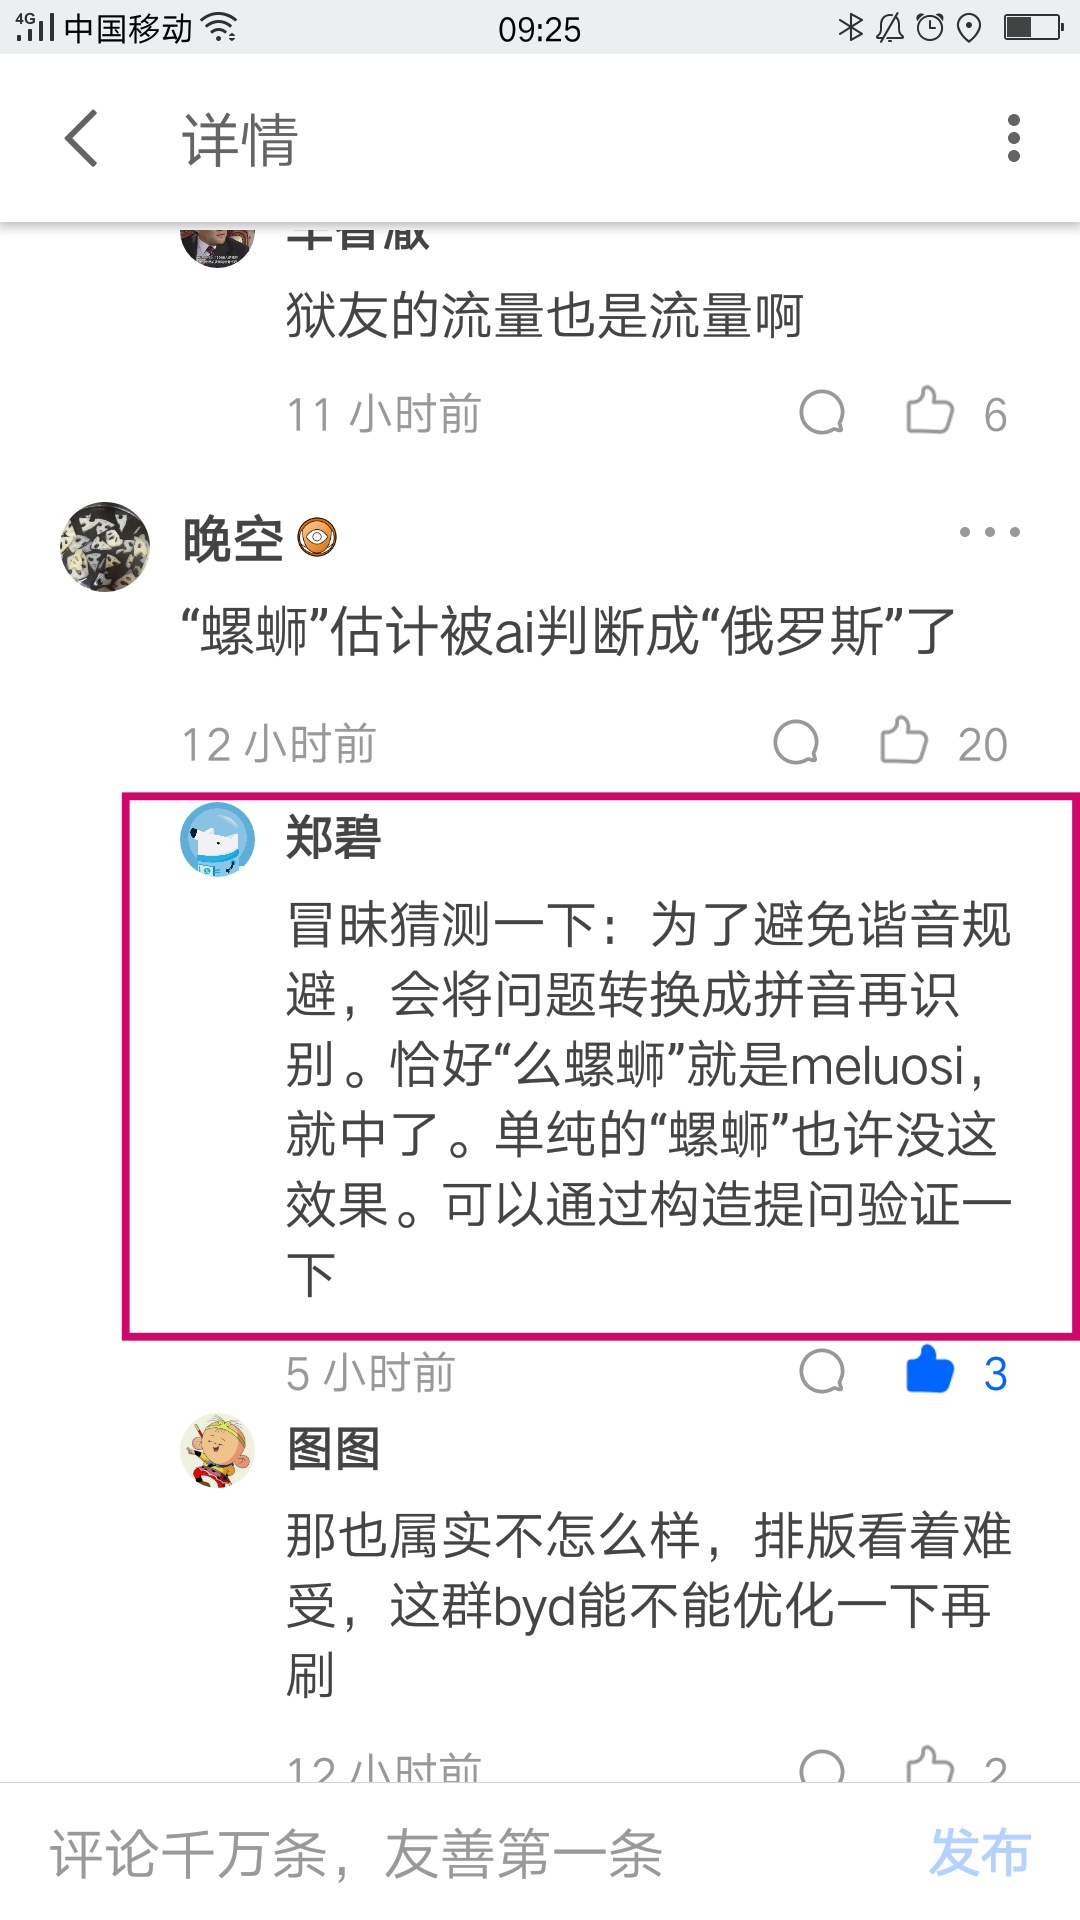 4G 中国移动 09:25
详情
狱友的流量也是流量啊
11 小时前 6
晚空
“螺蛳”估计被ai判断成“俄罗斯”了
12 小时前 20
郑碧
冒昧猜测一下：为了避免谐音规
避，会将问题转换成拼音再识
别。恰好“么螺蛳”就是meluosi，
就中了。单纯的“螺蛳”也许没这
效果。可以通过构造提问验证一
下
5 小时前 3
图图
那也属实不怎么样，排版看着难
受，这群byd能不能优化一下再
刷
12 小时前 2
评论千万条，友善第一条 发布